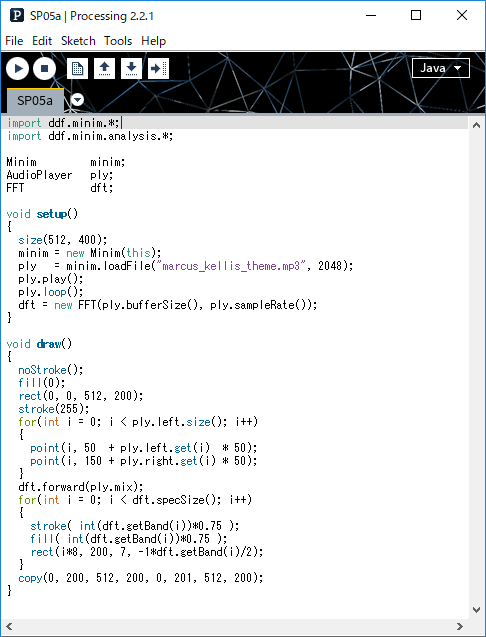 SP05a | Processing 2.2.1
File Edit Sketch Tools Help
Java
SP05a
import ddf.minim.*;
import ddf.minim.analysis.*;
Minim         minim;
AudioPlayer   ply;
FFT           dft;
void setup()
{
  size(512, 400);
  minim = new Minim(this);
  ply   = minim.loadFile("marcus_kellis_theme.mp3", 2048);
  ply.play();
  ply.loop();
  dft = new FFT(ply.bufferSize(), ply.sampleRate());
}
void draw()
{
  noStroke();
  fill(0);
  rect(0, 0, 512, 200);
  stroke(255);
  for(int i = 0; i < ply.left.size(); i++)
  {
    point(i, 50  + ply.left.get(i)  * 50);
    point(i, 150 + ply.right.get(i) * 50);
  }
  dft.forward(ply.mix);
  for(int i = 0; i < dft.specSize(); i++)
  {
    stroke( int(dft.getBand(i))*0.75 );
    fill( int(dft.getBand(i))*0.75 );
    rect(i*8, 200, 7, -1*dft.getBand(i)/2);
  }
  copy(0, 200, 512, 200, 0, 201, 512, 200);
}